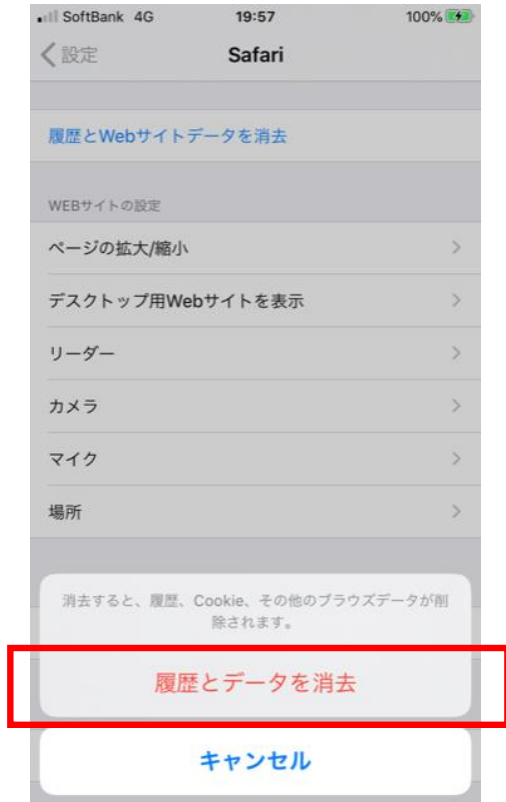 SoftBank 4G 19:57 100%
設定 Safari
履歴とWebサイトデータを消去
WEBサイトの設定
ページの拡大/縮小
デスクトップ用Webサイトを表示
リーダー
カメラ
マイク
場所
消去すると、履歴、Cookie、その他のブラウズデータが削
除されます。
履歴とデータを消去
キャンセル